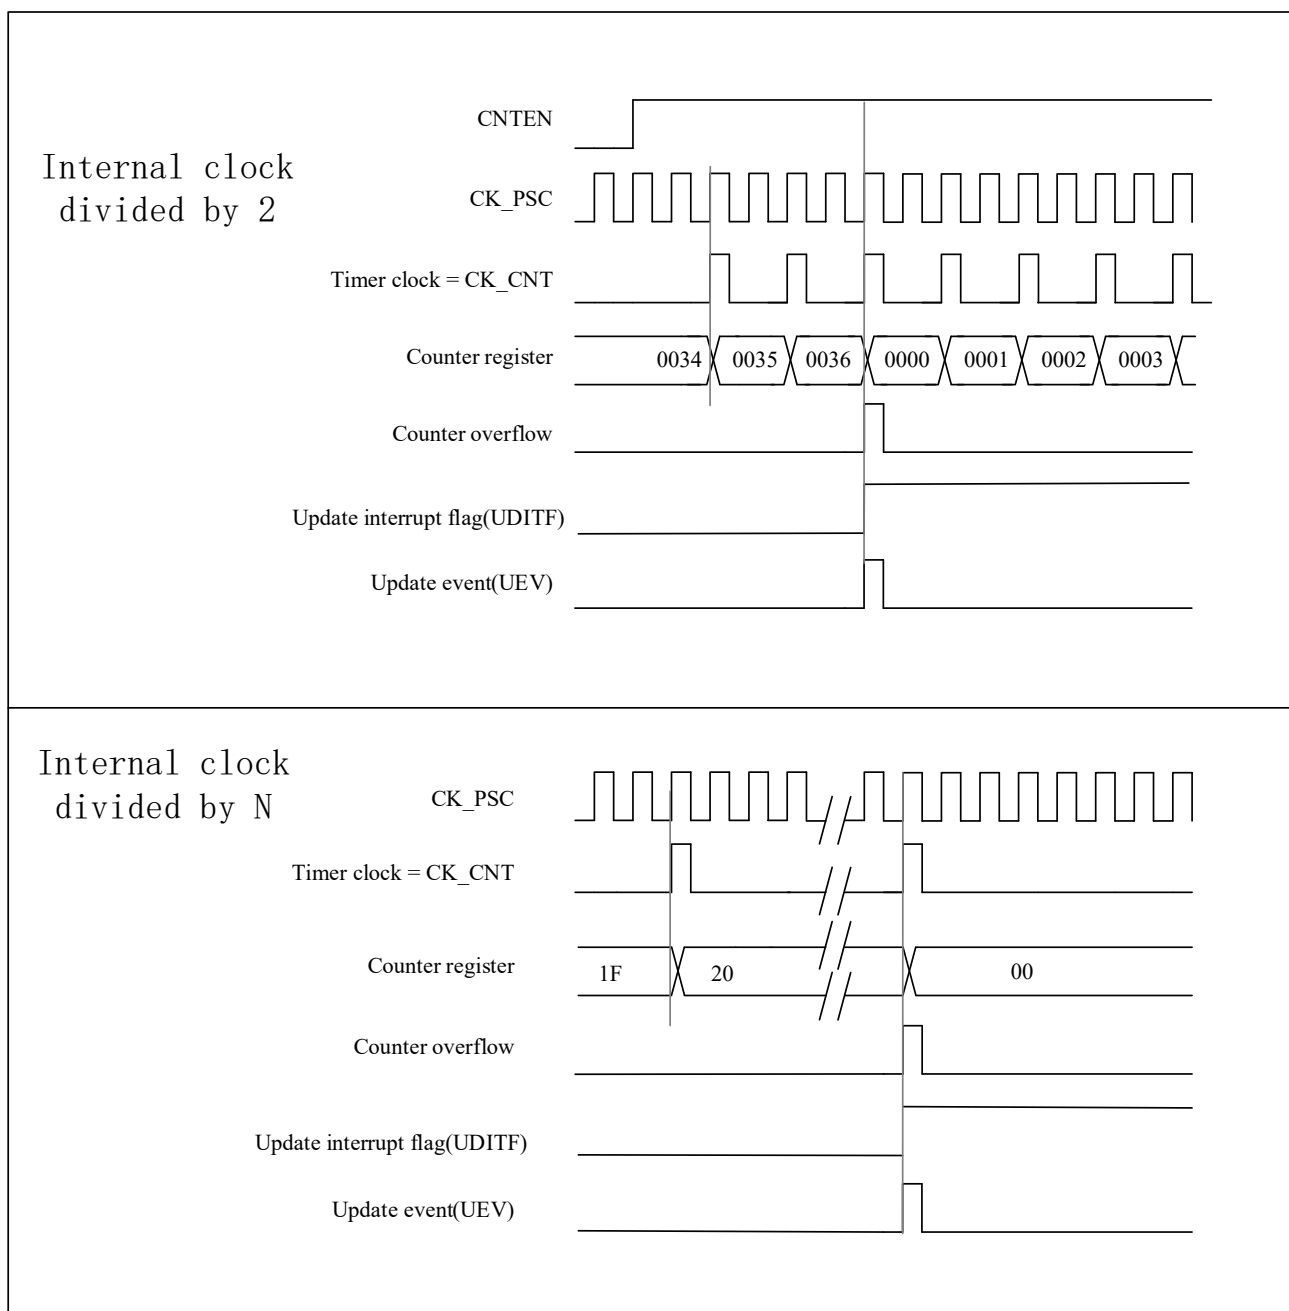 CNTEN
Internal clock
divided by 2
CK_PSC
Timer clock = CK_CNT
Counter register
0034 0035 0036 0000 0001 0002 0003
Counter overflow
Update interrupt flag(UDITF)
Update event(UEV)
Internal clock
divided by N
CK_PSC
Timer clock = CK_CNT
Counter register
1F 20 00
Counter overflow
Update interrupt flag(UDITF)
Update event(UEV)